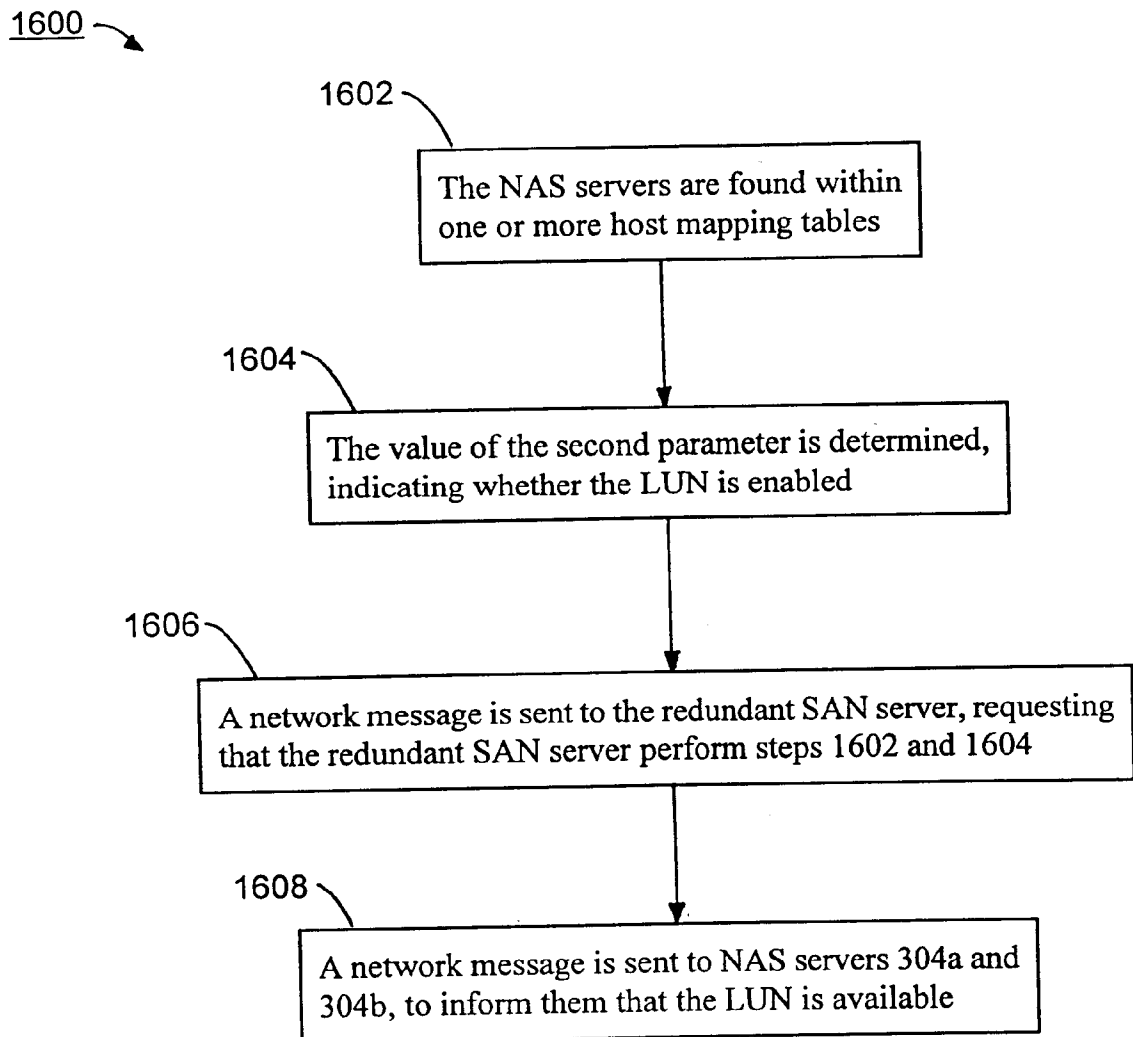 1600
1602
The NAS servers are found within
one or more host mapping tables
1604
The value of the second parameter is determined,
indicating whether the LUN is enabled
1606
A network message is sent to the redundant SAN server, requesting
that the redundant SAN server perform steps 1602 and 1604
1608
A network message is sent to NAS servers 304a and
304b, to inform them that the LUN is available